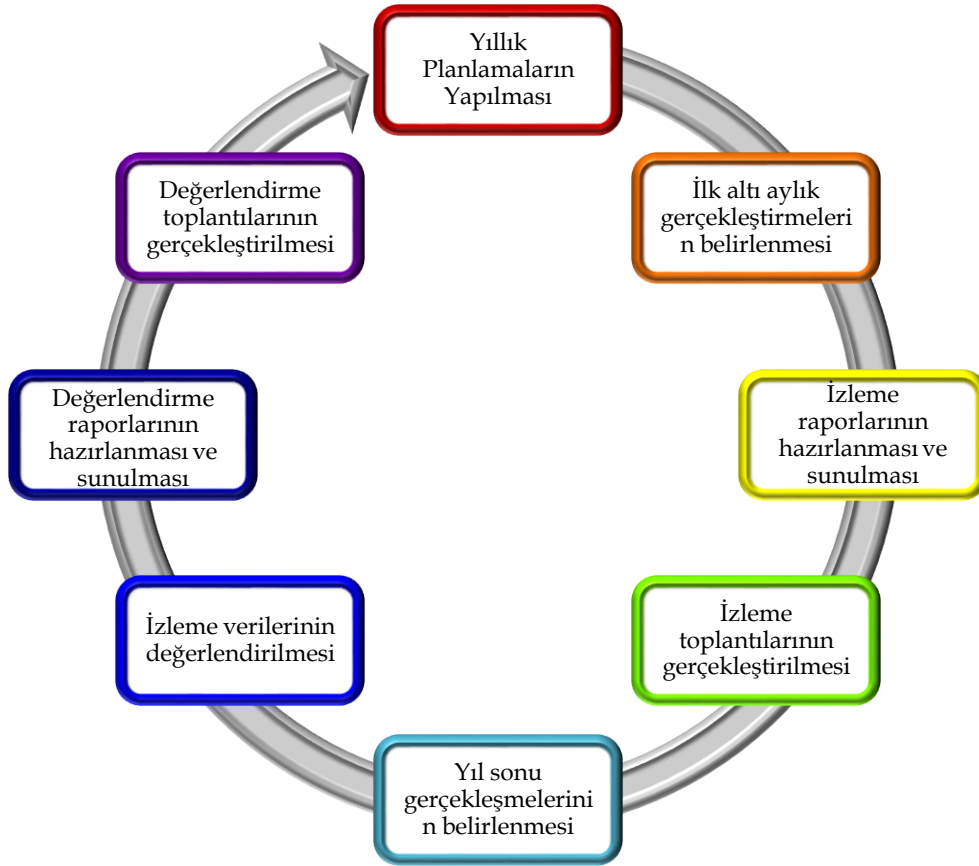 Yıllık
Planlamaların
Yapılması
İlk altı aylık
gerçekleştirmeleri
n belirlenmesi
İzleme
raporlarının
hazırlanması ve
sunulması
İzleme
toplantılarının
gerçekleştirilmesi
Yıl sonu
gerçekleşmelerini
n belirlenmesi
İzleme verilerinin
değerlendirilmesi
Değerlendirme
raporlarının
hazırlanması ve
sunulması
Değerlendirme
toplantılarının
gerçekleştirilmesi